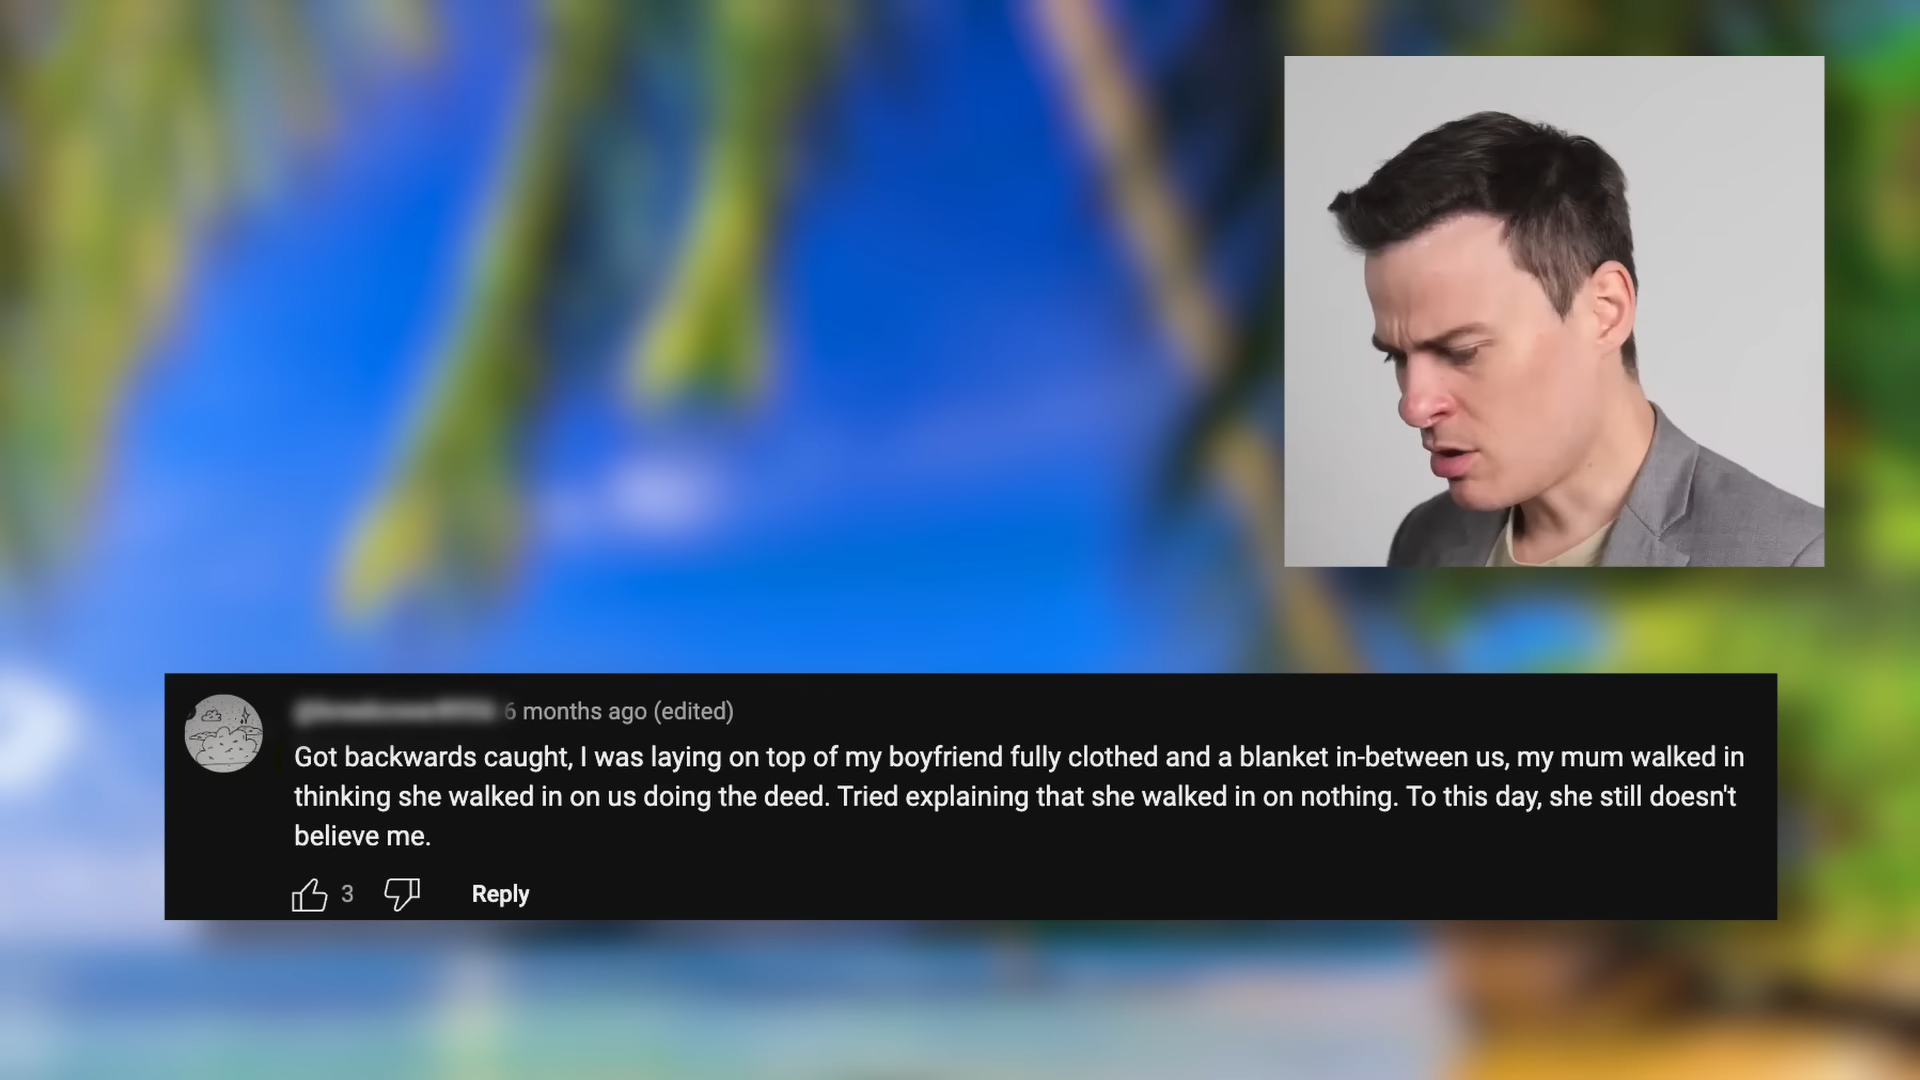 6 months ago (edited)
Got backwards caught, I was laying on top of my boyfriend fully clothed and a blanket in-between us, my mum walked in
thinking she walked in on us doing the deed. Tried explaining that she walked in on nothing. To this day, she still doesn't
believe me.
3 Reply